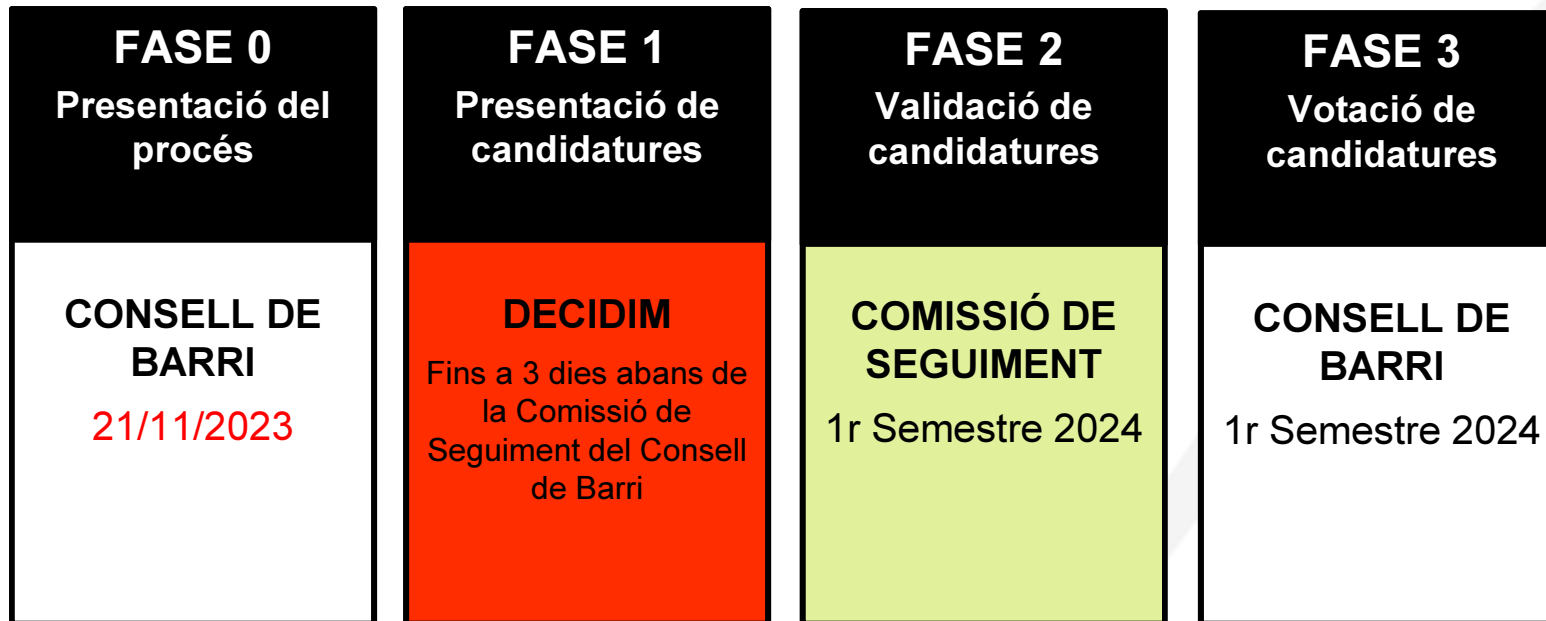 FASE 0
Presentació del
procés
CONSELL DE
BARRI
21/11/2023
FASE 1
Presentació de
candidatures
DECIDIM
Fins a 3 dies abans de
la Comissió de
Seguiment del Consell
de Barri
FASE 2
Validació de
candidatures
COMISSIÓ DE
SEGUIMENT
1r Semestre 2024
FASE 3
Votació de
candidatures
CONSELL DE
BARRI
1r Semestre 2024